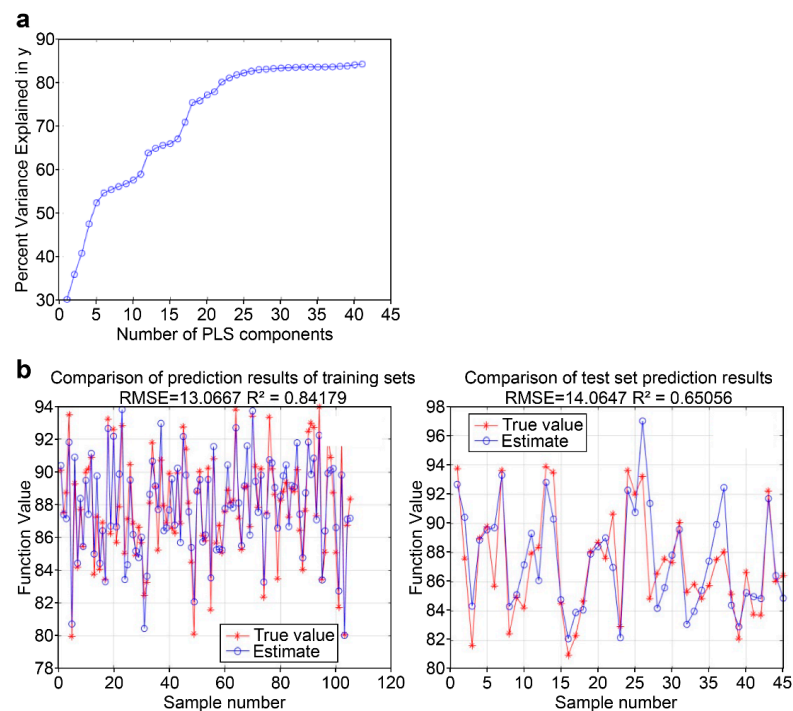 a
90
80
70
60
50
40
30
0 5 10 15 20 25 30 35 40 45
Percent Variance Explained in y
Number of PLS components
b
Comparison of prediction results of training sets
RMSE=13.0667 R² = 0.84179
94
92
90
88
86
84
82
80
78
0 20 40 60 80 100 120
Function Value
Sample number
True value
Estimate
Comparison of test set prediction results
RMSE=14.0647 R² = 0.65056
98
96
94
92
90
88
86
84
82
80
0 5 10 15 20 25 30 35 40 45
Function Value
Sample number
True value
Estimate